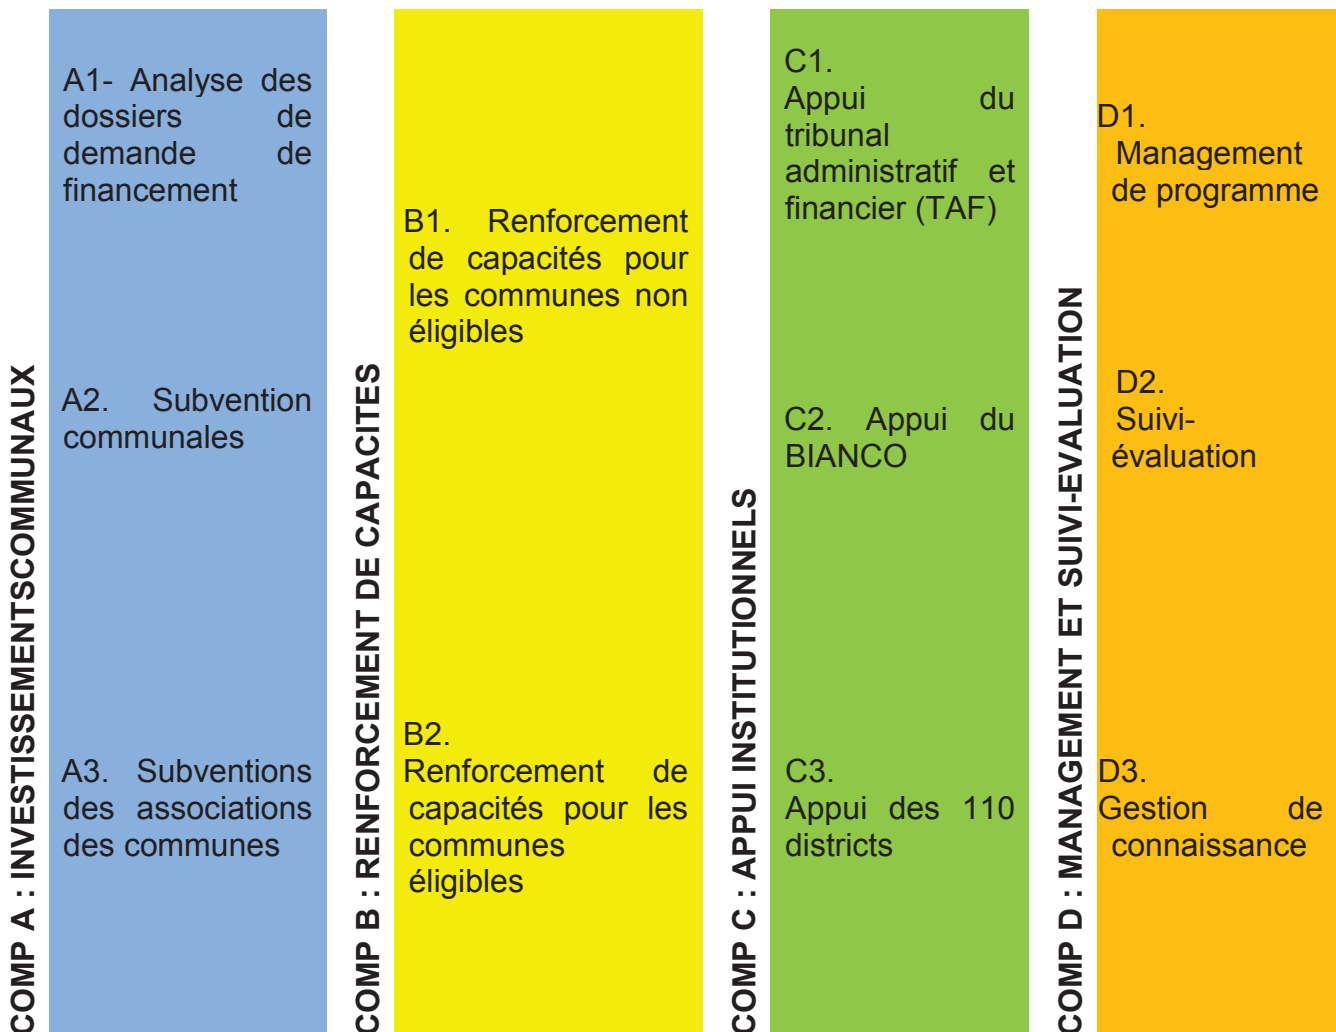 COMP A : INVESTISSEMENTSCOMMUNAUX
A1- Analyse des
dossiers de
demande de
financement
A2. Subvention
communales
A3. Subventions
des associations
des communes
COMP B : RENFORCEMENT DE CAPACITES
B1. Renforcement
de capacités pour
les communes non
éligibles
B2.
Renforcement de
capacités pour les
communes
éligibles
COMP C : APPUI INSTITUTIONNELS
C1.
Appui du
tribunal
administratif et
financier (TAF)
C2. Appui du
BIANCO
C3.
Appui des 110
districts
COMP D : MANAGEMENT ET SUIVI-EVALUATION
D1.
Management
de programme
D2.
Suivi-
évaluation
D3.
Gestion de
connaissance